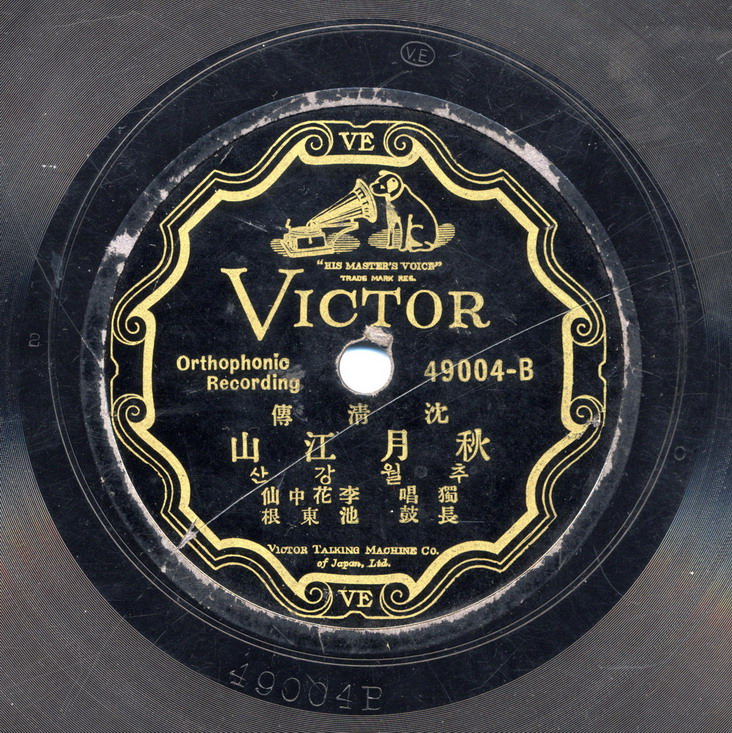 V.E
VE
"HIS MASTER'S VOICE"
TRADE MARK REG.
VICTOR
Orthophonic
Recording
49004-B
沈淸傳
秋月江山
추월강산
獨唱 李花中仙
長鼓 池東根
VICTOR TALKING MACHINE CO.
of Japan, Ltd.
VE
49004B